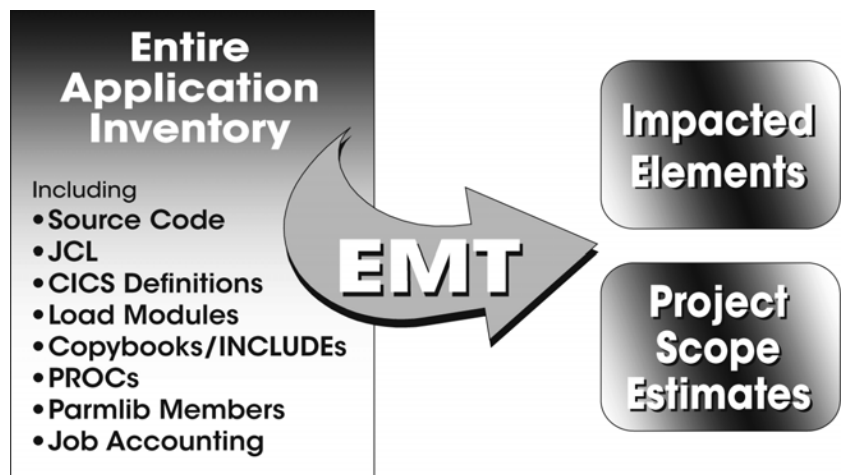 Entire
Application
Inventory
Including
•Source Code
•JCL
•CICS Definitions
•Load Modules
•Copybooks/INCLUDEs
•PROCs
•Parmlib Members
•Job Accounting
EMT
Impacted
Elements
Project
Scope
Estimates